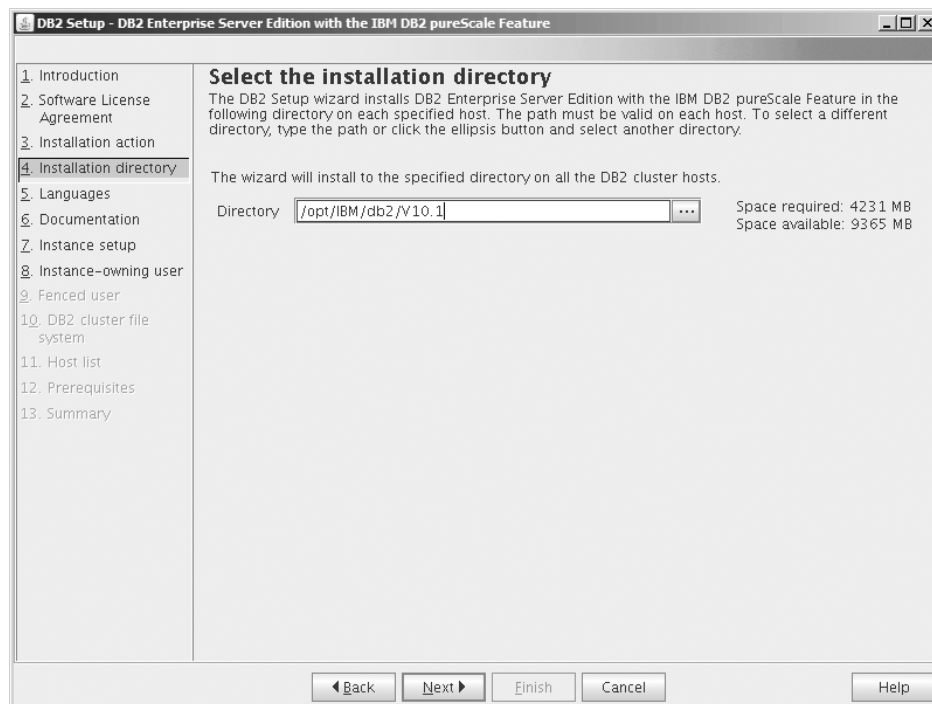 DB2 Setup - DB2 Enterprise Server Edition with the IBM DB2 pureScale Feature
1. Introduction
2. Software License
Agreement
3. Installation action
4. Installation directory
5. Languages
6. Documentation
7. Instance setup
8. Instance-owning user
9. Fenced user
10. DB2 cluster file
system
11. Host list
12. Prerequisites
13. Summary
Select the installation directory
The DB2 Setup wizard installs DB2 Enterprise Server Edition with the IBM DB2 pureScale Feature in the
following directory on each specified host. The path must be valid on each host. To select a different
directory, type the path or click the ellipsis button and select another directory.
The wizard will install to the specified directory on all the DB2 cluster hosts.
Directory /opt/IBM/db2/V10.1 ... Space required: 4231 MB
Space available: 9365 MB
Back Next Finish Cancel Help